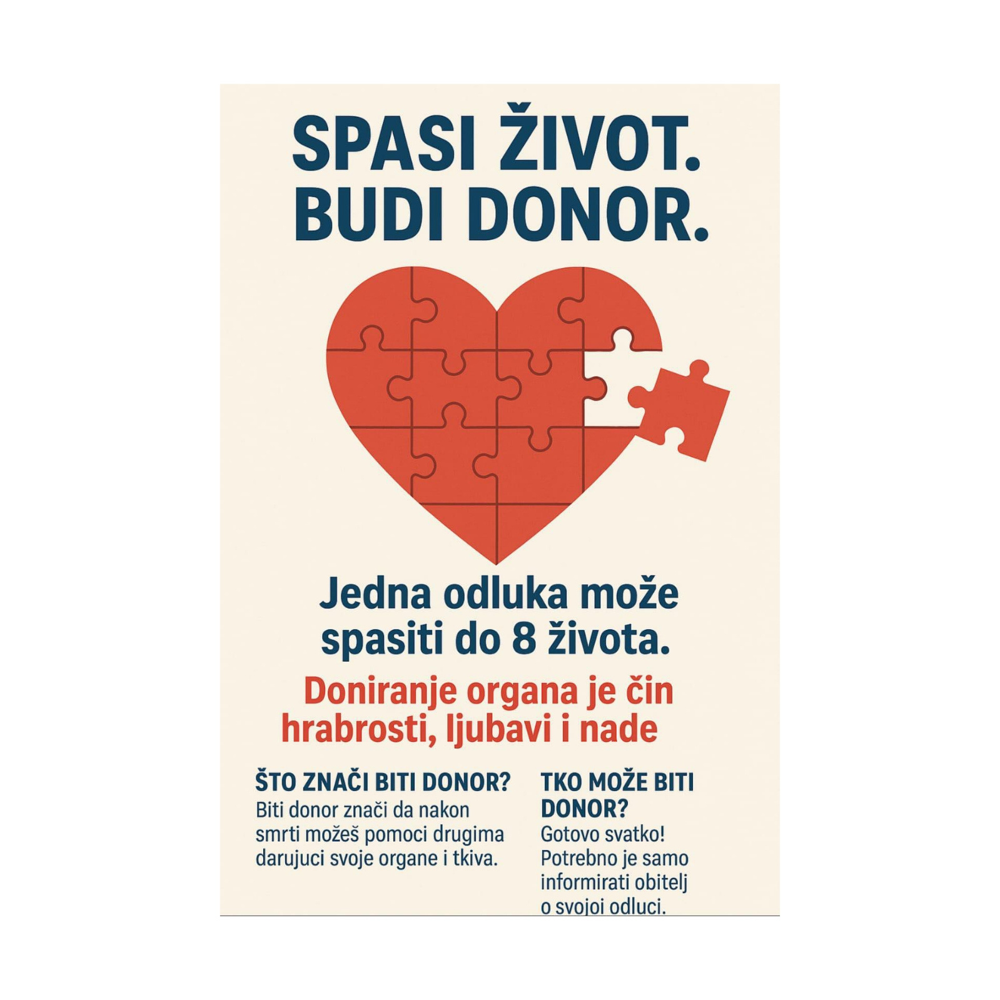 SPASI ŽIVOT.
BUDI DONOR.
Jedna odluka može
spasiti do 8 života.
Doniranje organa je čin
hrabrosti, ljubavi i nade
ŠTO ZNAČI BITI DONOR?
Biti donor znači da nakon
smrti možeš pomoci drugima
darujuci svoje organe i tkiva.
TKO MOŽE BITI
DONOR?
Gotovo svatko!
Potrebno je samo
informirati obitelj
o svojoj odluci.